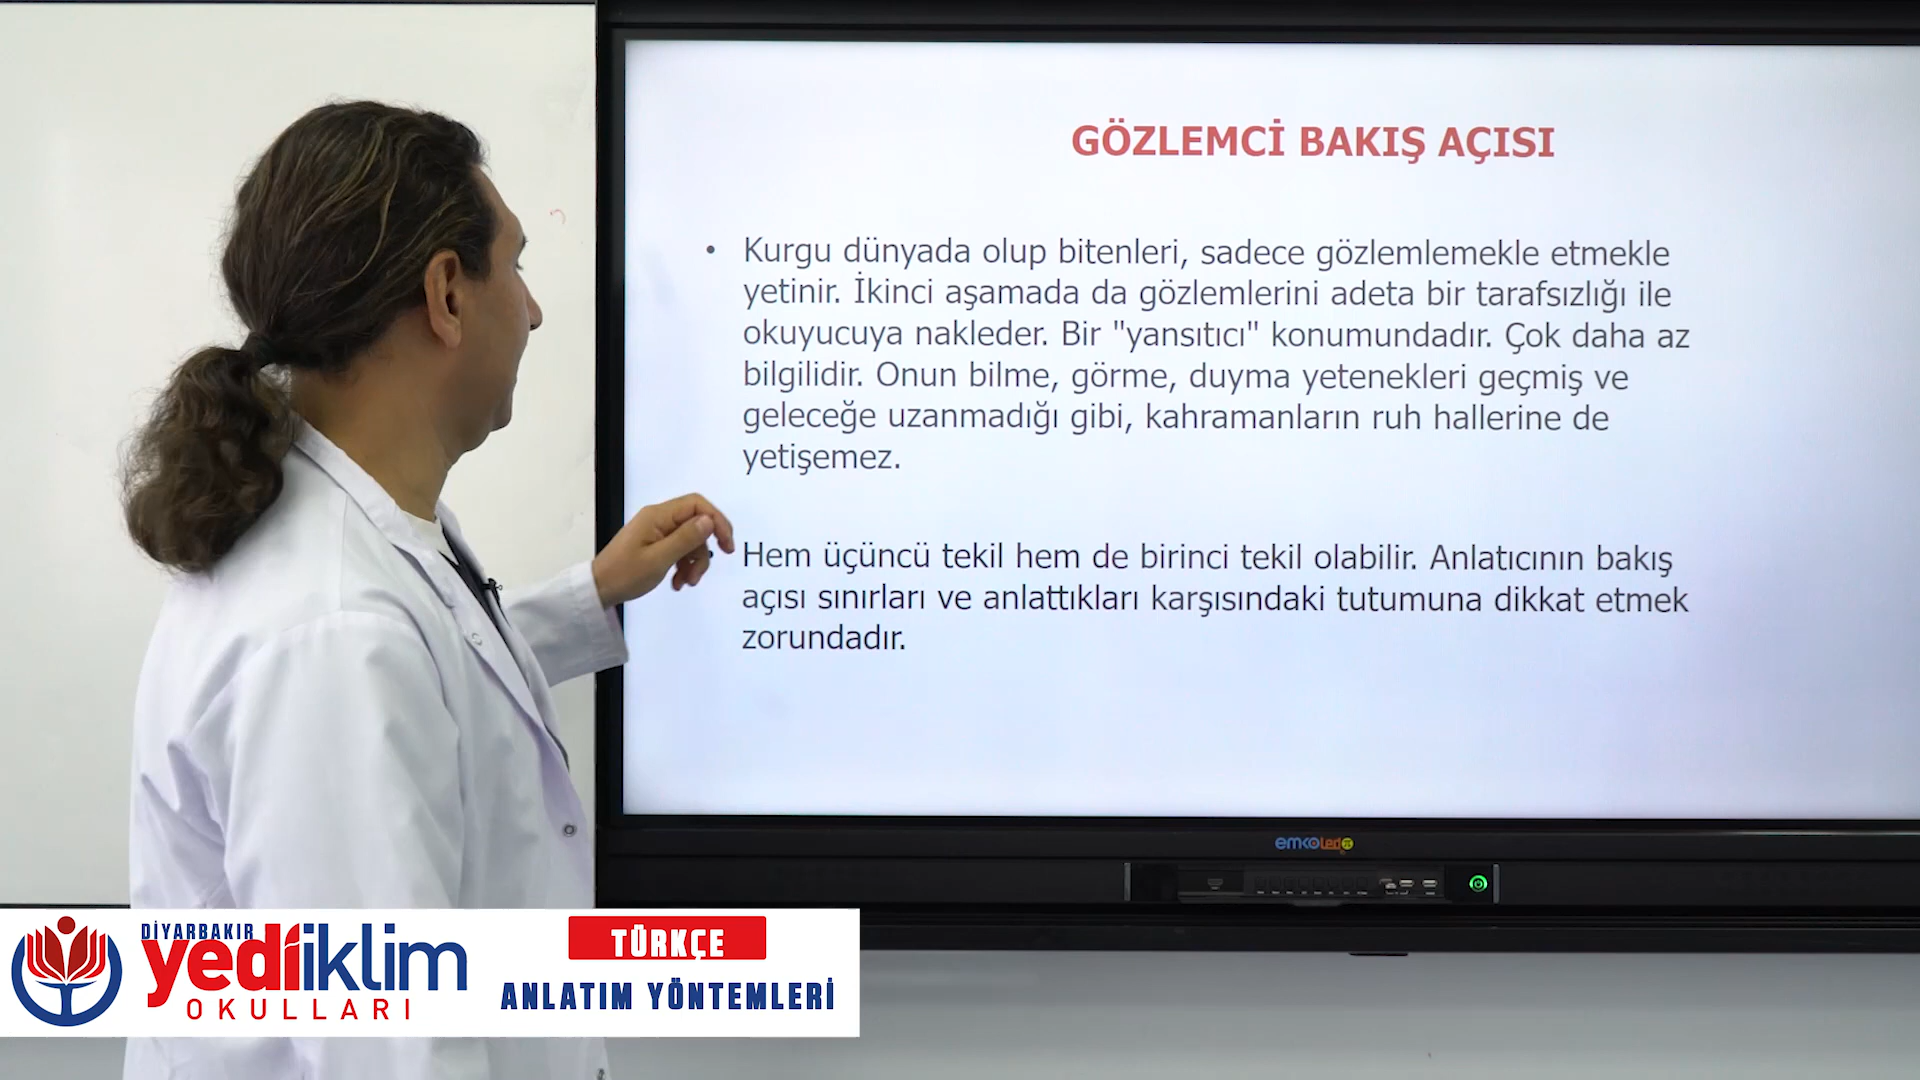 GÖZLEMCİ BAKIŞ AÇISI
• Kurgu dünyada olup bitenleri, sadece gözlemlemekle etmekle
yetinir. İkinci aşamada da gözlemlerini adeta bir tarafsızlığı ile
okuyucuya nakleder. Bir "yansıtıcı" konumundadır. Çok daha az
bilgilidir. Onun bilme, görme, duyma yetenekleri geçmiş ve
geleceğe uzanmadığı gibi, kahramanların ruh hallerine de
yetişemez.
• Hem üçüncü tekil hem de birinci tekil olabilir. Anlatıcının bakış
açısı sınırları ve anlattıkları karşısındaki tutumuna dikkat etmek
zorundadır.
emkoled
DİYARBAKIR
yediiklim
OKULLARI
TÜRKÇE
ANLATIM YÖNTEMLERİ